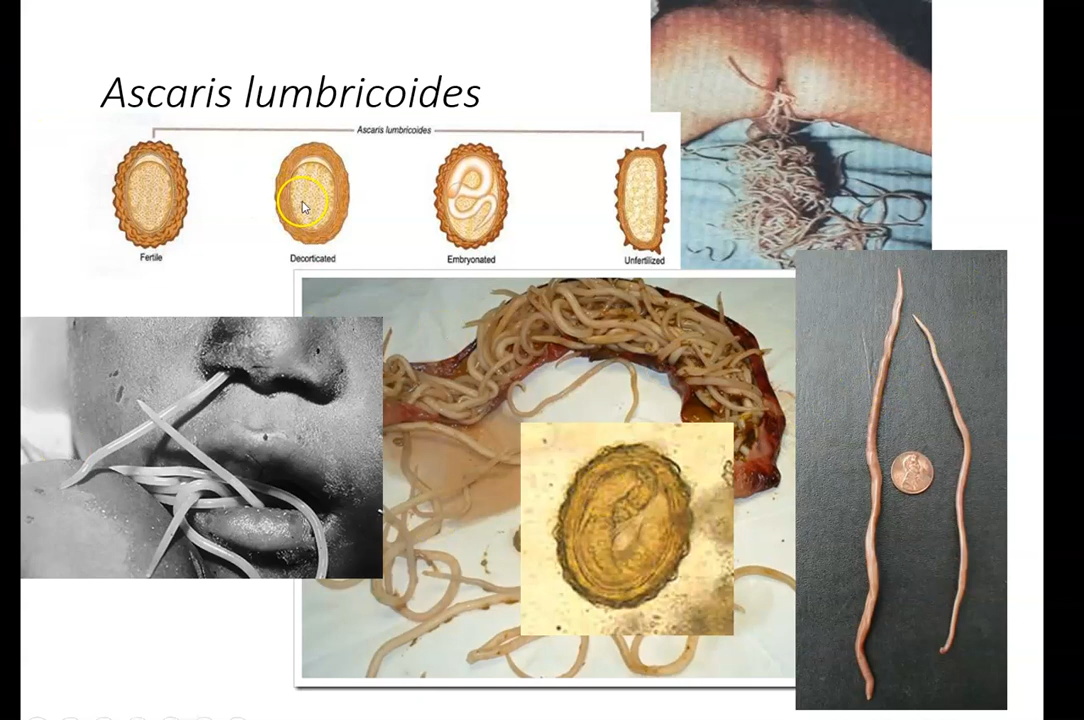 Ascaris lumbricoides
Ascaris lumbricoides
Fertile
Decorticated
Embryonated
Unfertilized